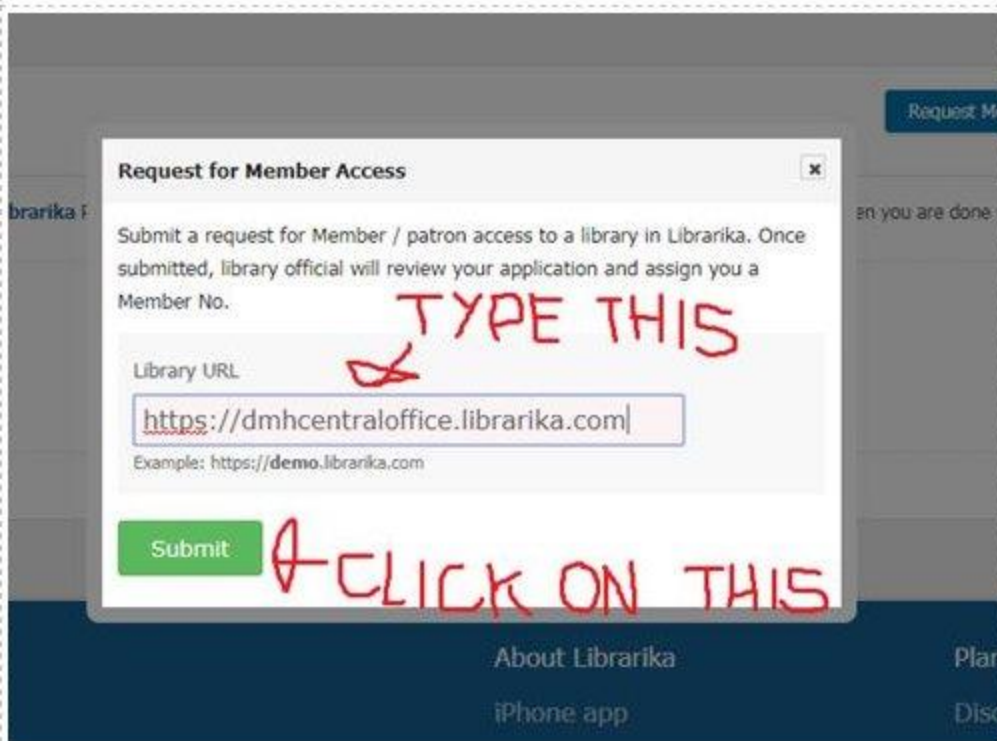 Request M
Request for Member Access
brarika
en you are done
Submit a request for Member / patron access to a library in Librarika. Once
submitted, library official will review your application and assign you a
Member No.
TYPE THIS
Library URL
https://dmhcentraloffice.librarika.com
Example: https://demo.librarika.com
Submit
CLICK ON THIS
About Librarika
Plan
iPhone app
Disc